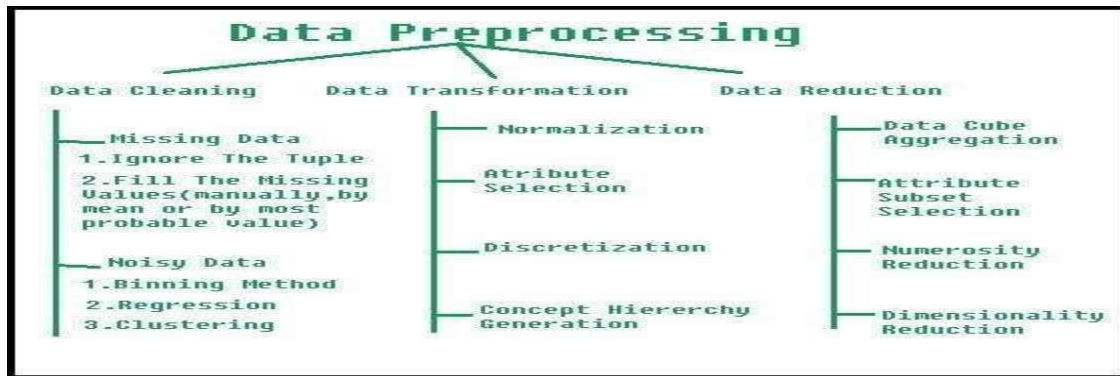 Data Preprocessing
Data Cleaning
Missing Data
1.Ignore The Tuple
2.Fill The Missing
Values(manually,by
mean or by most
probable value)
Noisy Data
1.Binning Method
2.Regression
3.Clustering
Data Transformation
Normalization
Atribute
Selection
Discretization
Concept Hiererchy
Generation
Data Reduction
Data Cube
Aggregation
Attribute
Subset
Selection
Numerosity
Reduction
Dimensionality
Reduction